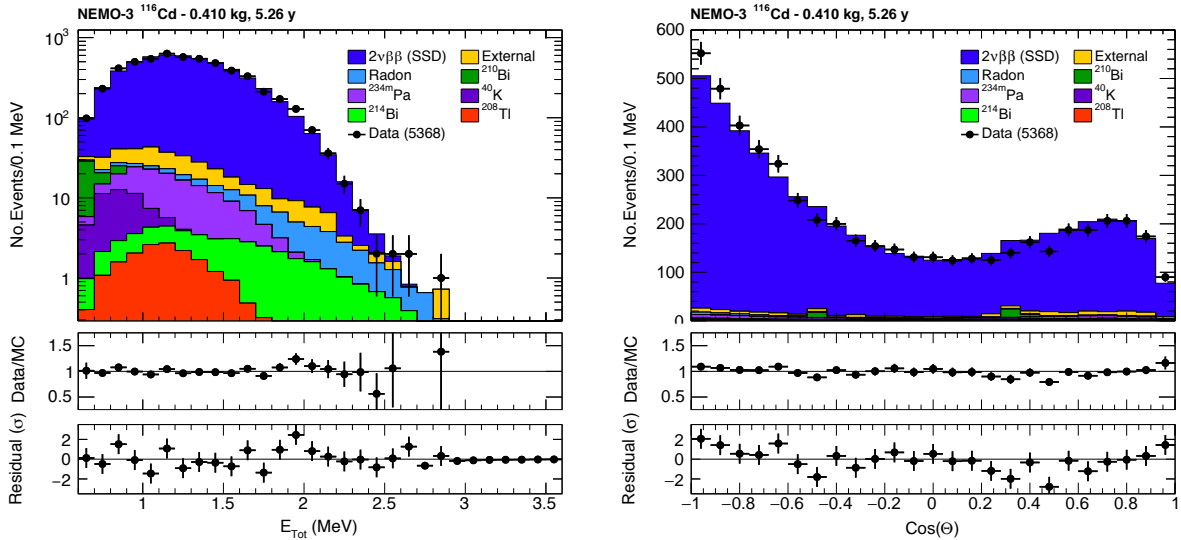 NEMO-3 ¹¹⁶Cd - 0.410 kg, 5.26 y
No.Events/0.1 MeV
10³
10²
10
1
2νββ (SSD)
External
Radon
²¹⁰Bi
²³⁴ᵐPa
⁴⁰K
²¹⁴Bi
²⁰⁸Tl
Data (5368)
Data/MC
1.5
1
0.5
Residual (σ)
2
0
−2
1 1.5 2 2.5 3 3.5
E_Tot (MeV)
NEMO-3 ¹¹⁶Cd - 0.410 kg, 5.26 y
No.Events/0.1 MeV
600
500
400
300
200
100
0
2νββ (SSD)
External
Radon
²¹⁰Bi
²³⁴ᵐPa
⁴⁰K
²¹⁴Bi
²⁰⁸Tl
Data (5368)
Data/MC
1.5
1
0.5
Residual (σ)
2
0
−2
−1 −0.8 −0.6 −0.4 −0.2 0 0.2 0.4 0.6 0.8 1
Cos(Θ)